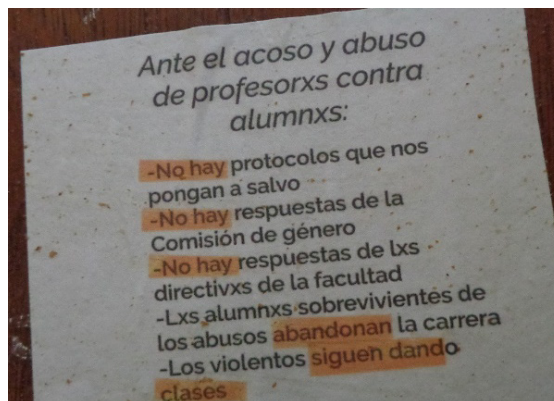 Ante el acoso y abuso
de profesorxs contra
alumnxs:
-No hay protocolos que nos
pongan a salvo
-No hay respuestas de la
Comisión de género
-No hay respuestas de lxs
directivxs de la facultad
-Lxs alumnxs sobrevivientes de
los abusos abandonan la carrera
-Los violentos siguen dando
clases